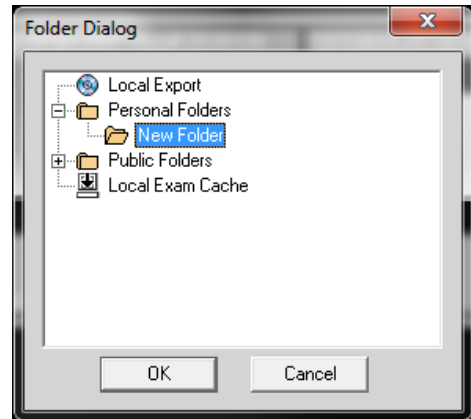 Folder Dialog
Local Export
Personal Folders
New Folder
Public Folders
Local Exam Cache
OK Cancel